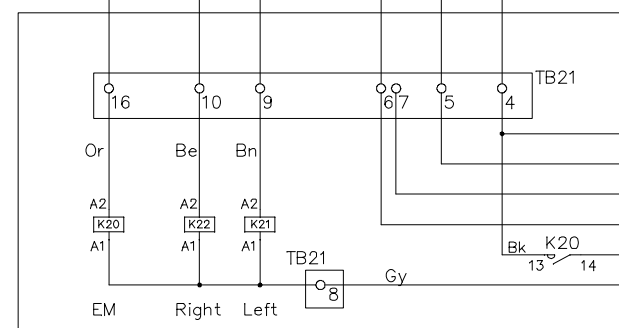 TB21
16 10 9 6 7 5 4
Or Be Bn
A2 A2 A2
K20 K22 K21
A1 A1 A1
Bk K20
13 14
TB21
Gy
8
EM Right Left